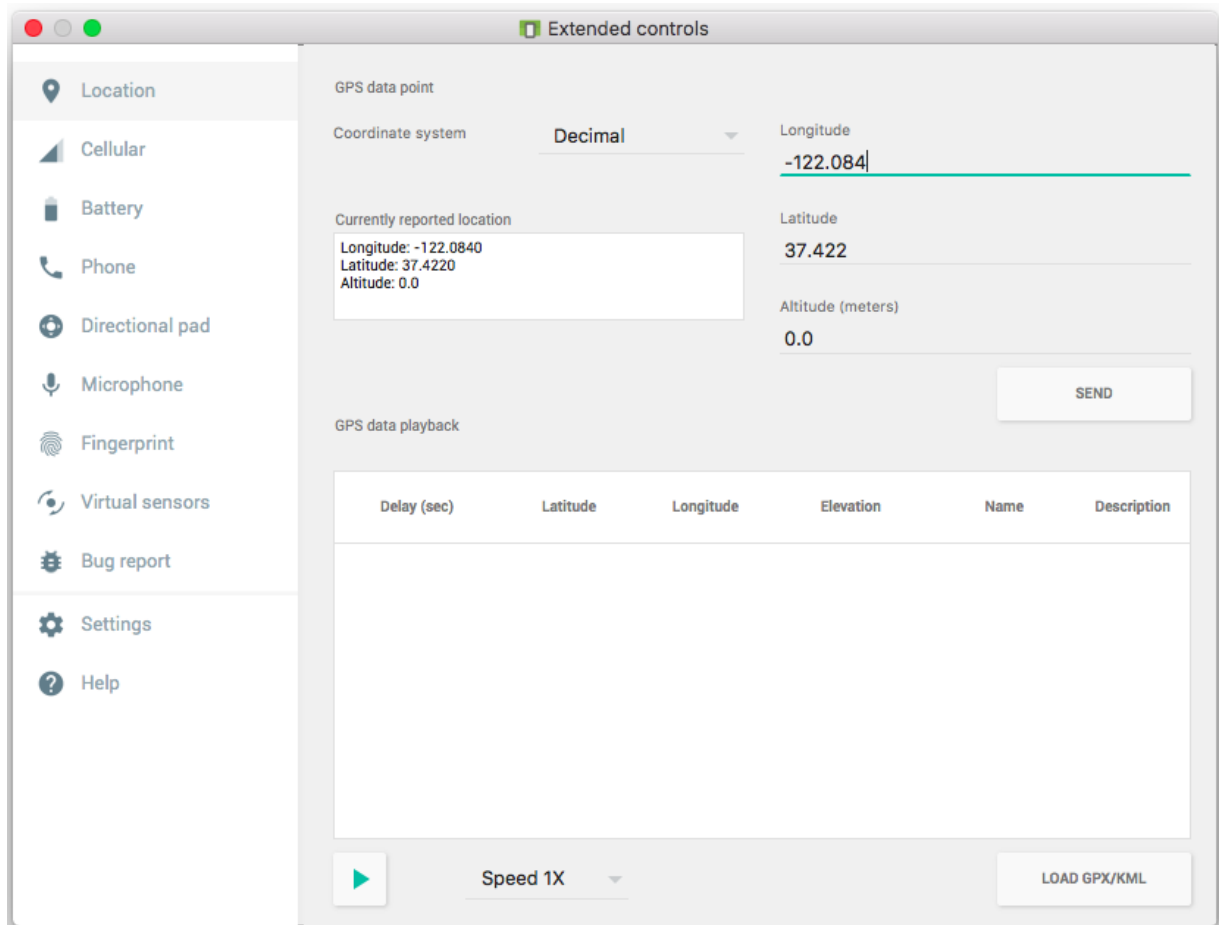 Extended controls
Location
Cellular
Battery
Phone
Directional pad
Microphone
Fingerprint
Virtual sensors
Bug report
Settings
Help
GPS data point
Coordinate system
Decimal
Longitude
-122.084
Currently reported location
Longitude: -122.0840
Latitude: 37.4220
Altitude: 0.0
Latitude
37.422
Altitude (meters)
0.0
SEND
GPS data playback
Delay (sec) Latitude Longitude Elevation Name Description
Speed 1X
LOAD GPX/KML